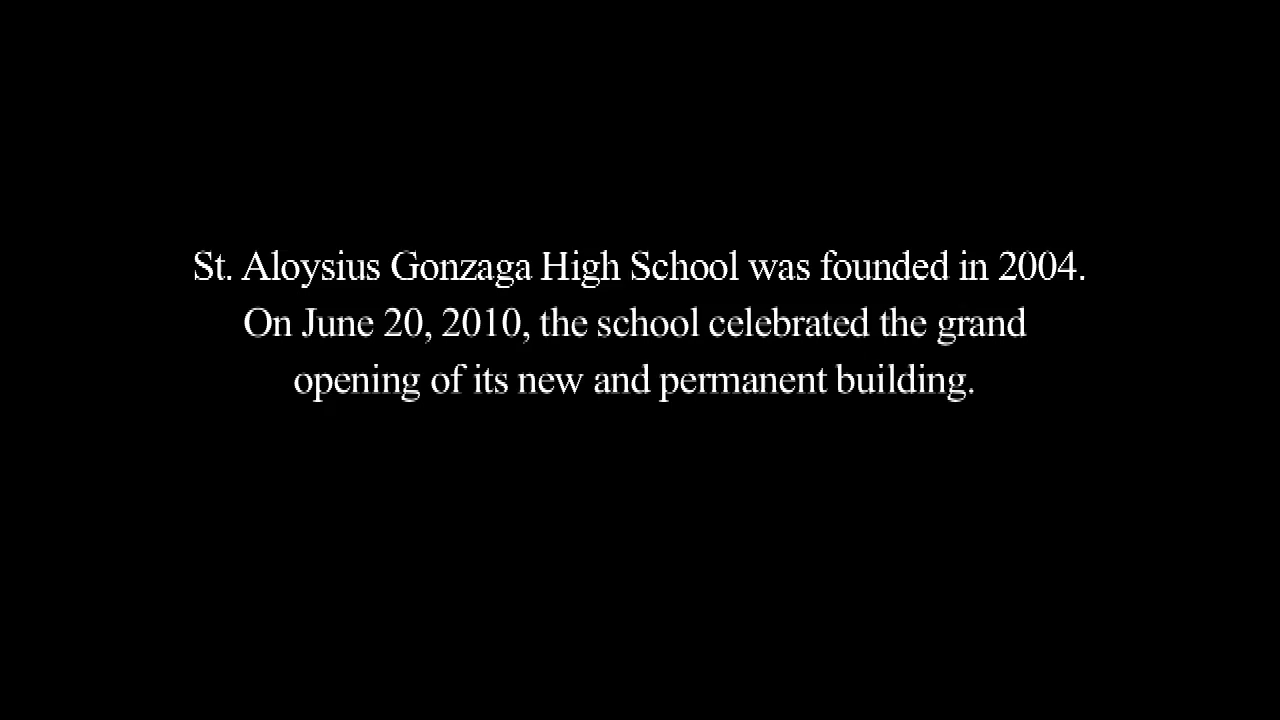 St. Aloysius Gonzaga High School was founded in 2004.
On June 20, 2010, the school celebrated the grand
opening of its new and permanent building.